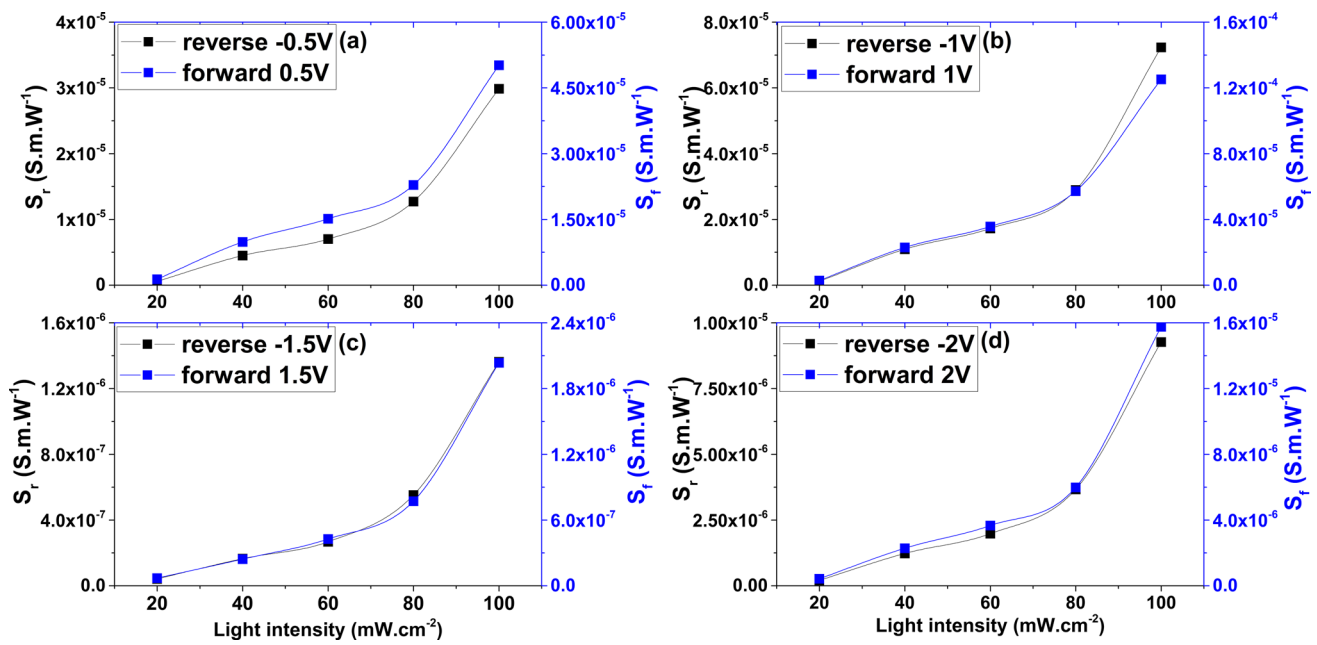 4x10⁻⁵
3x10⁻⁵
2x10⁻⁵
1x10⁻⁵
0
Sᵣ (S.m.W⁻¹)
reverse -0.5V (a)
forward 0.5V
6.00x10⁻⁵
4.50x10⁻⁵
3.00x10⁻⁵
1.50x10⁻⁵
0.00
S_f (S.m.W⁻¹)
20 40 60 80 100
8.0x10⁻⁵
6.0x10⁻⁵
4.0x10⁻⁵
2.0x10⁻⁵
0.0
Sᵣ (S.m.W⁻¹)
reverse -1V (b)
forward 1V
1.6x10⁻⁴
1.2x10⁻⁴
8.0x10⁻⁵
4.0x10⁻⁵
0.0
S_f (S.m.W⁻¹)
20 40 60 80 100
1.6x10⁻⁶
1.2x10⁻⁶
8.0x10⁻⁷
4.0x10⁻⁷
0.0
Sᵣ (S.m.W⁻¹)
reverse -1.5V (c)
forward 1.5V
2.4x10⁻⁶
1.8x10⁻⁶
1.2x10⁻⁶
6.0x10⁻⁷
0.0
S_f (S.m.W⁻¹)
20 40 60 80 100
Light intensity (mW.cm⁻²)
1.00x10⁻⁵
7.50x10⁻⁶
5.00x10⁻⁶
2.50x10⁻⁶
0.00
Sᵣ (S.m.W⁻¹)
reverse -2V (d)
forward 2V
1.6x10⁻⁵
1.2x10⁻⁵
8.0x10⁻⁶
4.0x10⁻⁶
0.0
S_f (S.m.W⁻¹)
20 40 60 80 100
Light intensity (mW.cm⁻²)